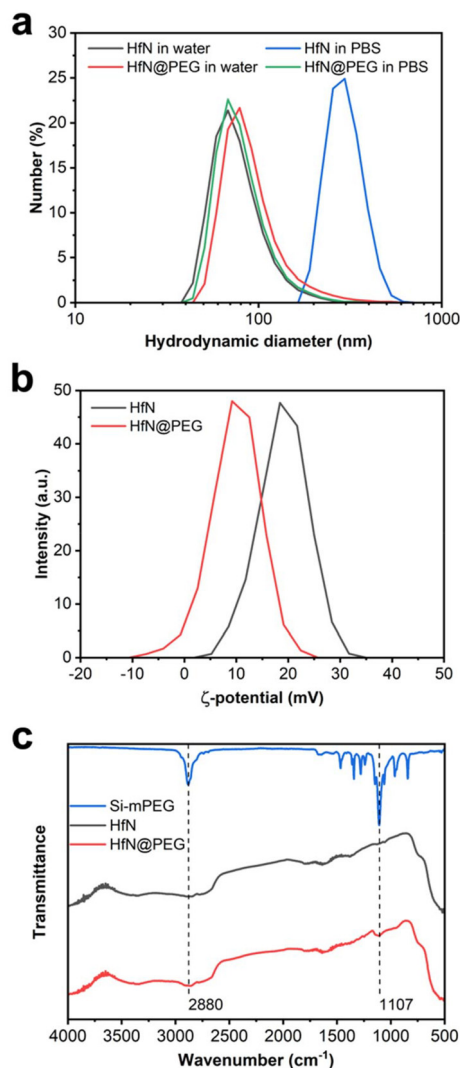 a
HfN in water HfN in PBS
HfN@PEG in water HfN@PEG in PBS
30
25
20
15
10
5
0
Number (%)
10 100 1000
Hydrodynamic diameter (nm)
b
HfN
HfN@PEG
50
40
30
20
10
0
Intensity (a.u.)
-20 -10 0 10 20 30 40 50
ζ-potential (mV)
c
Si-mPEG
HfN
HfN@PEG
Transmittance
2880 1107
4000 3500 3000 2500 2000 1500 1000 500
Wavenumber (cm⁻¹)